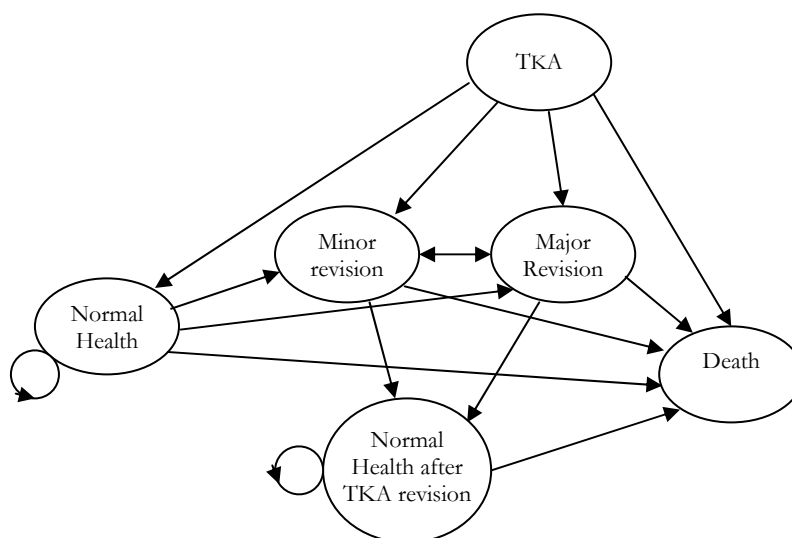 TKA
Minor
revision
Major
Revision
Normal
Health
Death
Normal
Health after
TKA revision